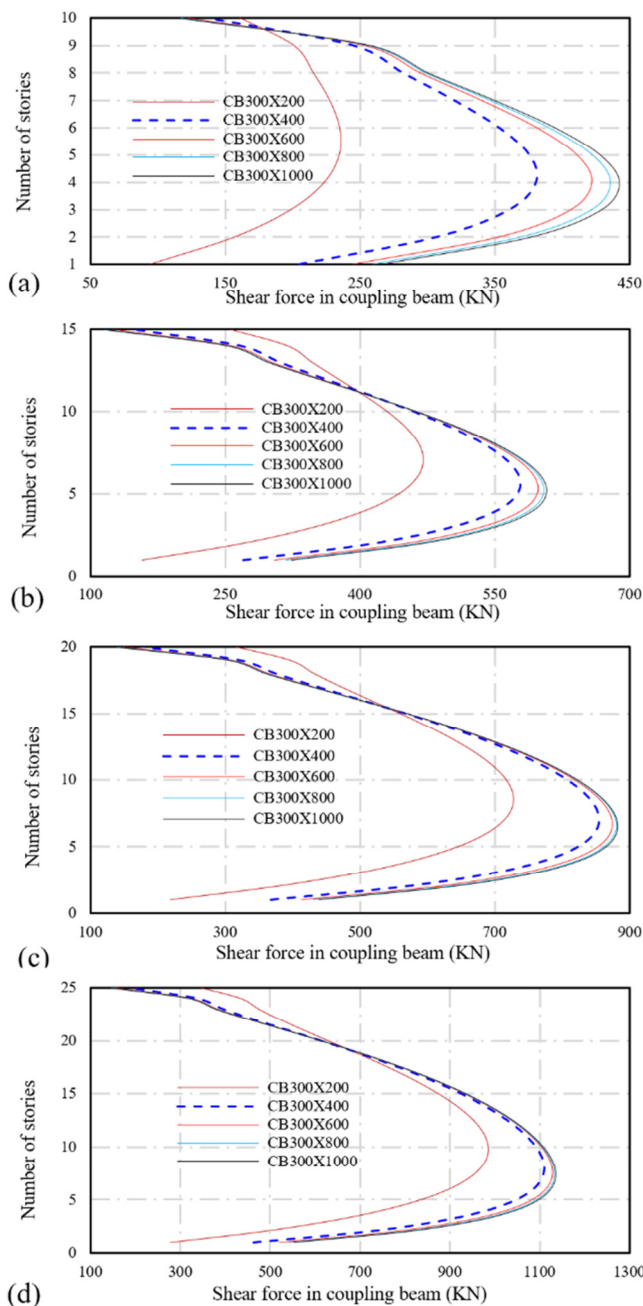 10
9
8
7
6
5
4
3
2
1
Number of stories
CB300X200
CB300X400
CB300X600
CB300X800
CB300X1000
50 150 250 350 450
(a)
Shear force in coupling beam (KN)
15
10
5
0
Number of stories
CB300X200
CB300X400
CB300X600
CB300X800
CB300X1000
100 250 400 550 700
(b)
Shear force in coupling beam (KN)
20
15
10
5
0
Number of stories
CB300X200
CB300X400
CB300X600
CB300X800
CB300X1000
100 300 500 700 900
(c)
Shear force in coupling beam (KN)
25
20
15
10
5
0
Number of stories
CB300X200
CB300X400
CB300X600
CB300X800
CB300X1000
100 300 500 700 900 1100 1300
(d)
Shear force in coupling beam (KN)